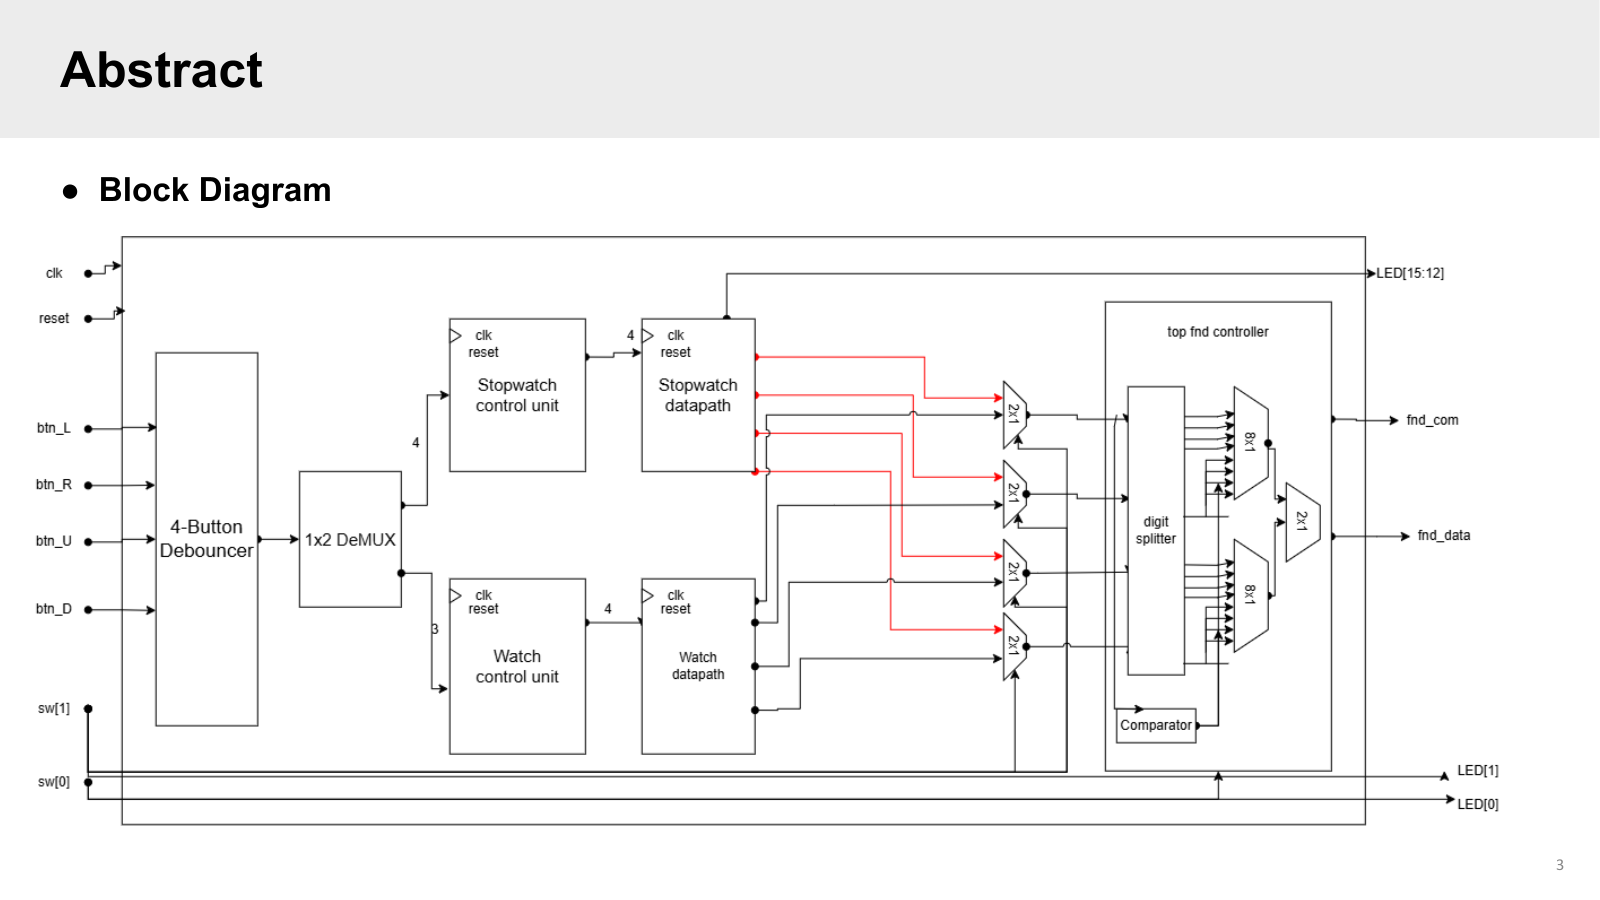 Abstract
● Block Diagram
clk
reset
btn_L
btn_R
btn_U
btn_D
sw[1]
sw[0]
4-Button
Debouncer
1x2 DeMUX
4
3
clk
reset
Stopwatch
control unit
4
clk
reset
Stopwatch
datapath
clk
reset
Watch
control unit
4
clk
reset
Watch
datapath
2x1
2x1
2x1
2x1
top fnd controller
digit
splitter
8x1
8x1
2x1
Comparator
LED[15:12]
fnd_com
fnd_data
LED[1]
LED[0]
3